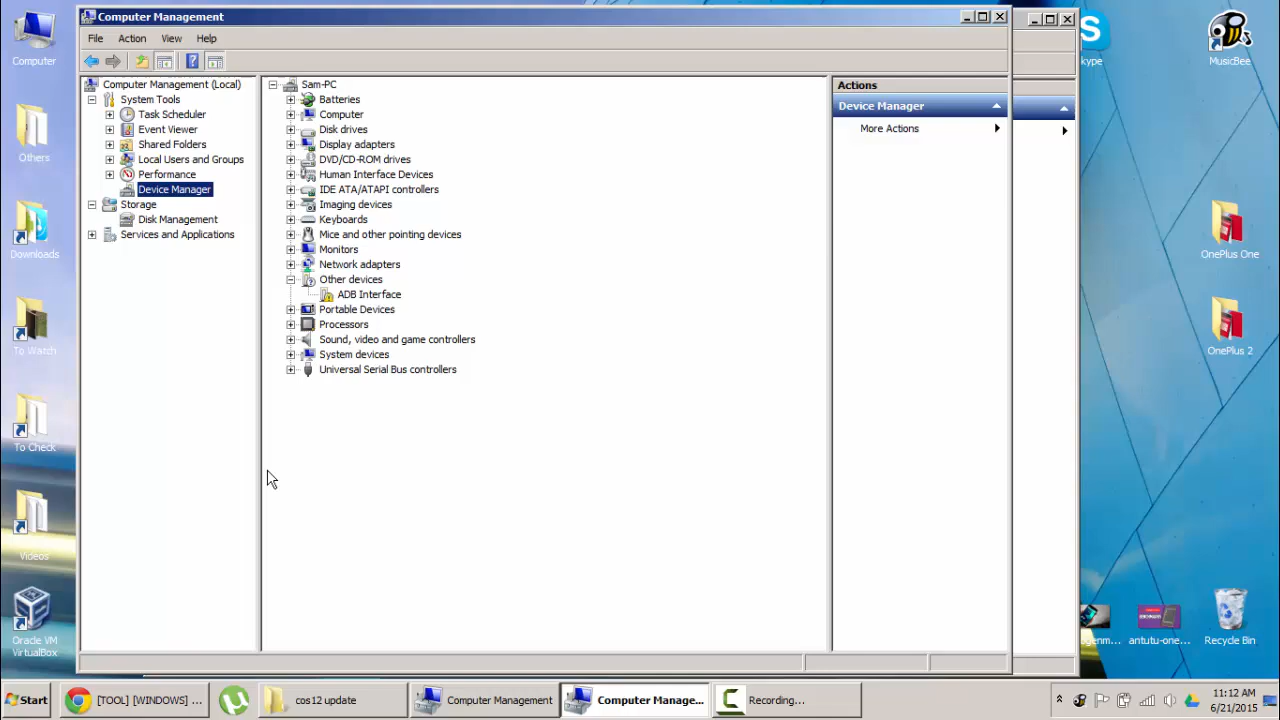 Computer
Others
Downloads
To Watch
To Check
Videos
Oracle VM
VirtualBox
Computer Management
File Action View Help
Computer Management (Local)
System Tools
Task Scheduler
Event Viewer
Shared Folders
Local Users and Groups
Performance
Device Manager
Storage
Disk Management
Services and Applications
Sam-PC
Batteries
Computer
Disk drives
Display adapters
DVD/CD-ROM drives
Human Interface Devices
IDE ATA/ATAPI controllers
Imaging devices
Keyboards
Mice and other pointing devices
Monitors
Network adapters
Other devices
ADB Interface
Portable Devices
Processors
Sound, video and game controllers
System devices
Universal Serial Bus controllers
Actions
Device Manager
More Actions
kype
MusicBee
OnePlus One
OnePlus 2
genm...
antutu-one...
Recycle Bin
Start
[TOOL] [WINDOWS] ...
cos12 update
Computer Management
Computer Manage...
Recording...
11:12 AM
6/21/2015